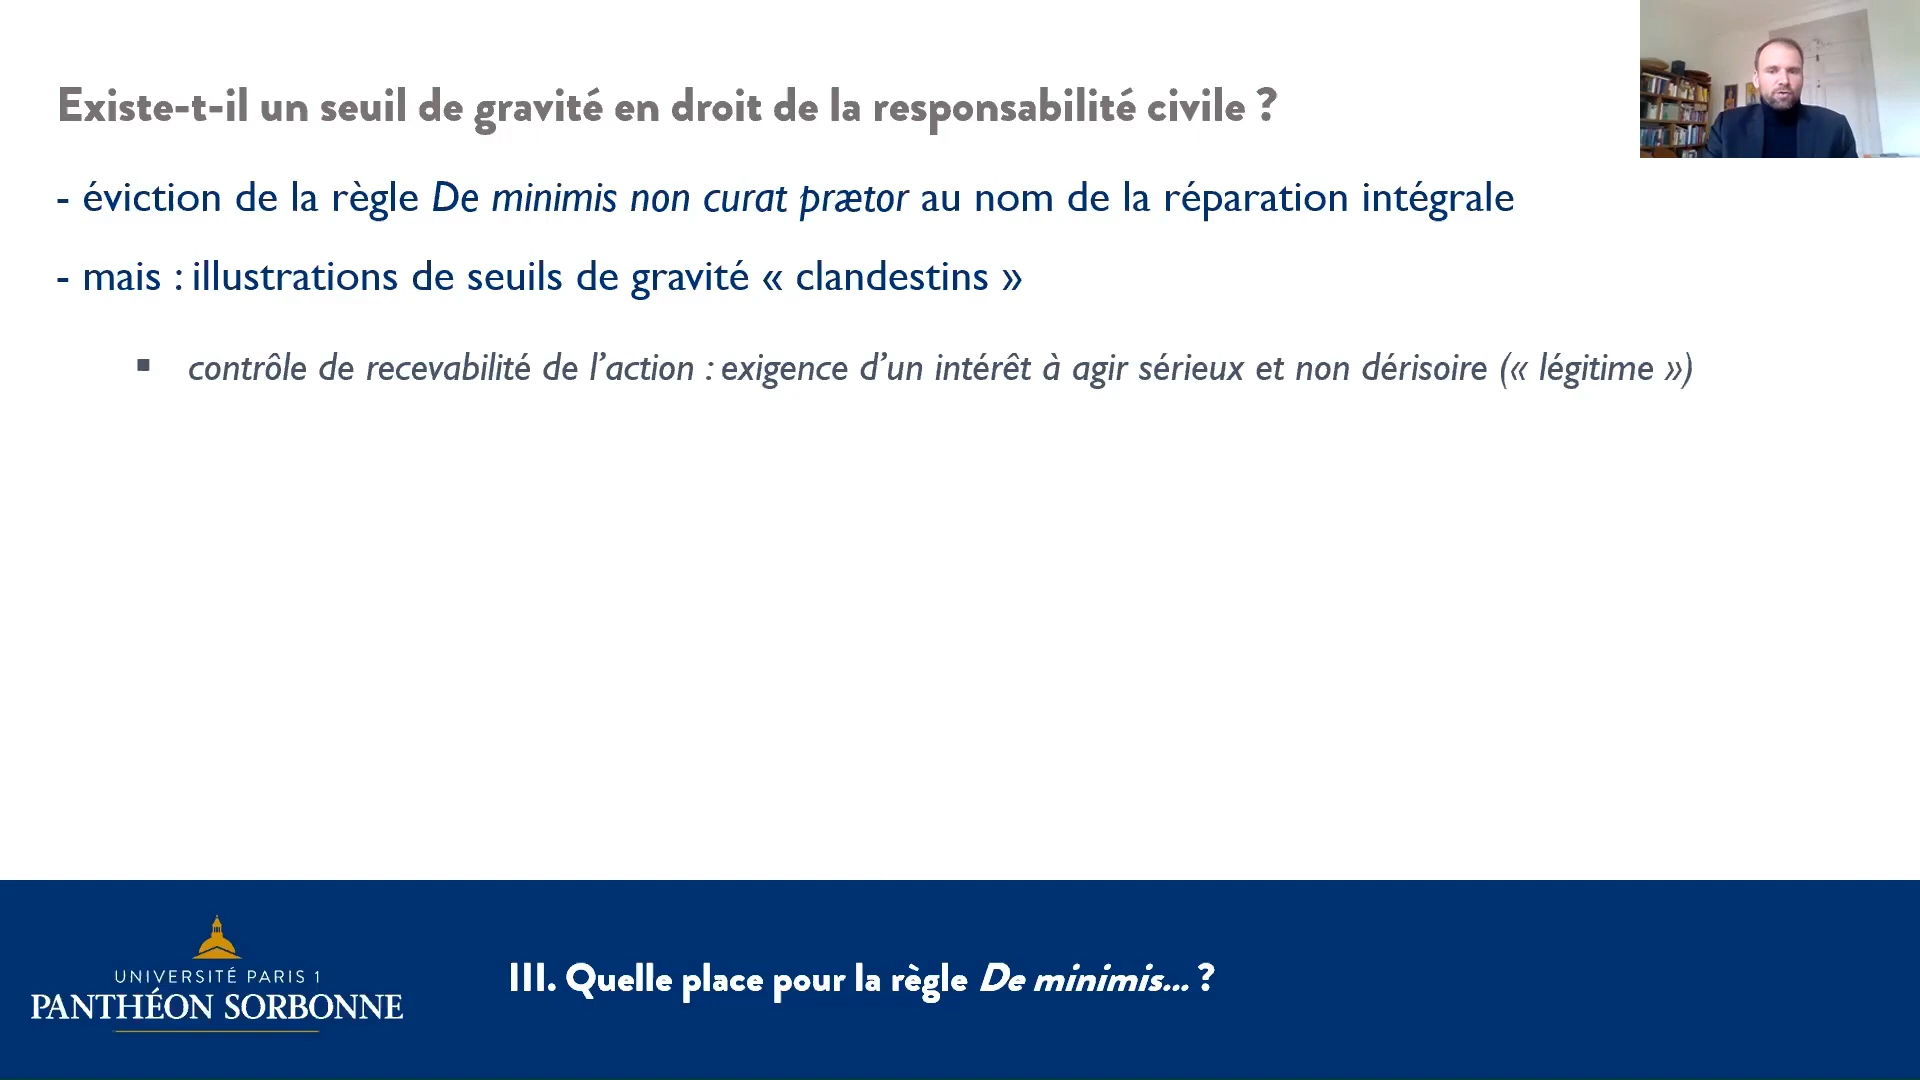 Existe-t-il un seuil de gravité en droit de la responsabilité civile ?
- éviction de la règle De minimis non curat prætor au nom de la réparation intégrale
- mais : illustrations de seuils de gravité « clandestins »
▪ contrôle de recevabilité de l’action : exigence d’un intérêt à agir sérieux et non dérisoire (« légitime »)
UNIVERSITÉ PARIS 1
PANTHÉON SORBONNE
III. Quelle place pour la règle De minimis... ?